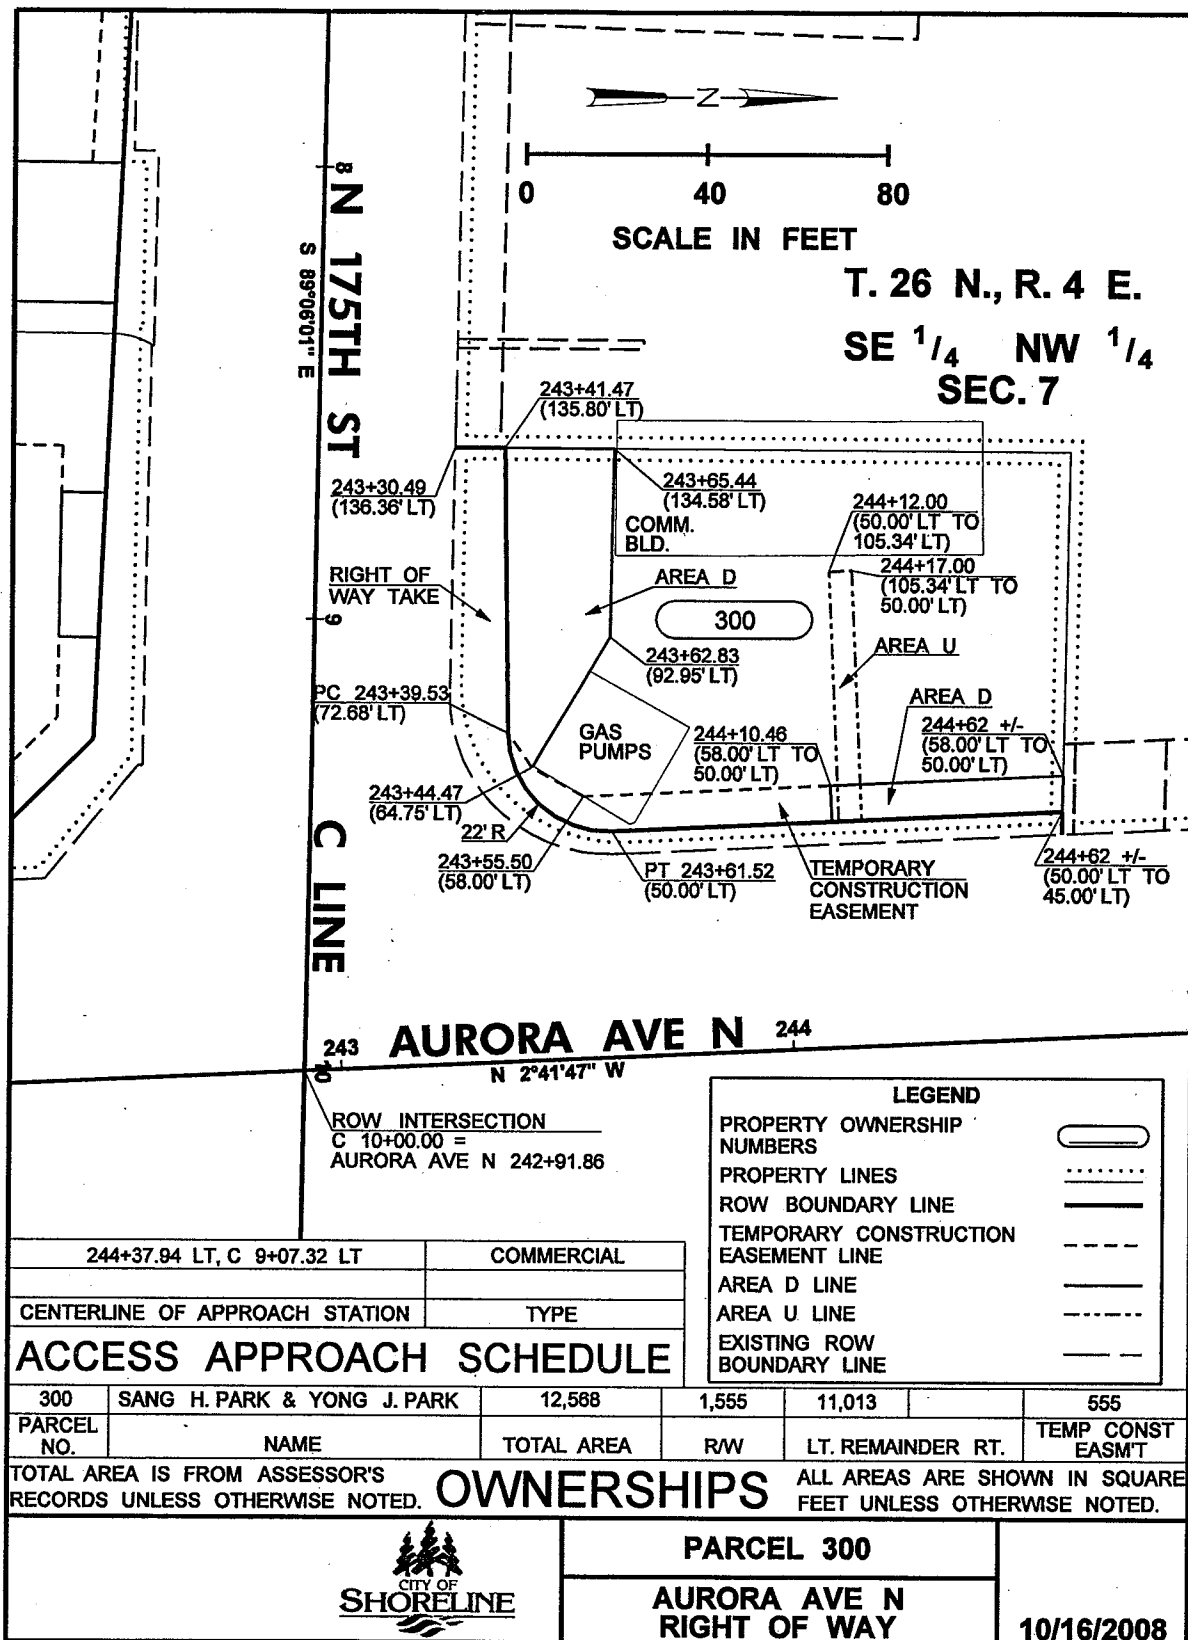 Z
0 40 80
SCALE IN FEET
T. 26 N., R. 4 E.
SE 1/4 NW 1/4
SEC. 7
8
N 175TH ST
S 89°06'01" E
243+41.47
(135.80' LT)
243+30.49
(136.36' LT)
243+65.44
(134.58' LT)
COMM.
BLD.
244+12.00
(50.00' LT TO
105.34' LT)
244+17.00
(105.34' LT TO
50.00' LT)
RIGHT OF
WAY TAKE
AREA D
300
9
AREA U
243+62.83
(92.95' LT)
PC 243+39.53
(72.68' LT)
GAS
PUMPS
AREA D
244+10.46
(58.00' LT TO
50.00' LT)
244+62 +/-
(58.00' LT TO
50.00' LT)
243+44.47
(64.75' LT)
22' R
243+55.50
(58.00' LT)
PT 243+61.52
(50.00' LT)
TEMPORARY
CONSTRUCTION
EASEMENT
244+62 +/-
(50.00' LT TO
45.00' LT)
C LINE
243
AURORA AVE N
244
10
N 2°41'47" W
ROW INTERSECTION
C 10+00.00 =
AURORA AVE N 242+91.86
LEGEND
PROPERTY OWNERSHIP
NUMBERS
PROPERTY LINES
ROW BOUNDARY LINE
TEMPORARY CONSTRUCTION
EASEMENT LINE
AREA D LINE
AREA U LINE
EXISTING ROW
BOUNDARY LINE
244+37.94 LT, C 9+07.32 LT COMMERCIAL
CENTERLINE OF APPROACH STATION TYPE
ACCESS APPROACH SCHEDULE
300 SANG H. PARK & YONG J. PARK 12,568 1,555 11,013 555
PARCEL
NO. NAME TOTAL AREA R/W LT. REMAINDER RT. TEMP CONST
EASM'T
TOTAL AREA IS FROM ASSESSOR'S
RECORDS UNLESS OTHERWISE NOTED.
OWNERSHIPS
ALL AREAS ARE SHOWN IN SQUARE
FEET UNLESS OTHERWISE NOTED.
CITY OF
SHORELINE
PARCEL 300
AURORA AVE N
RIGHT OF WAY
10/16/2008